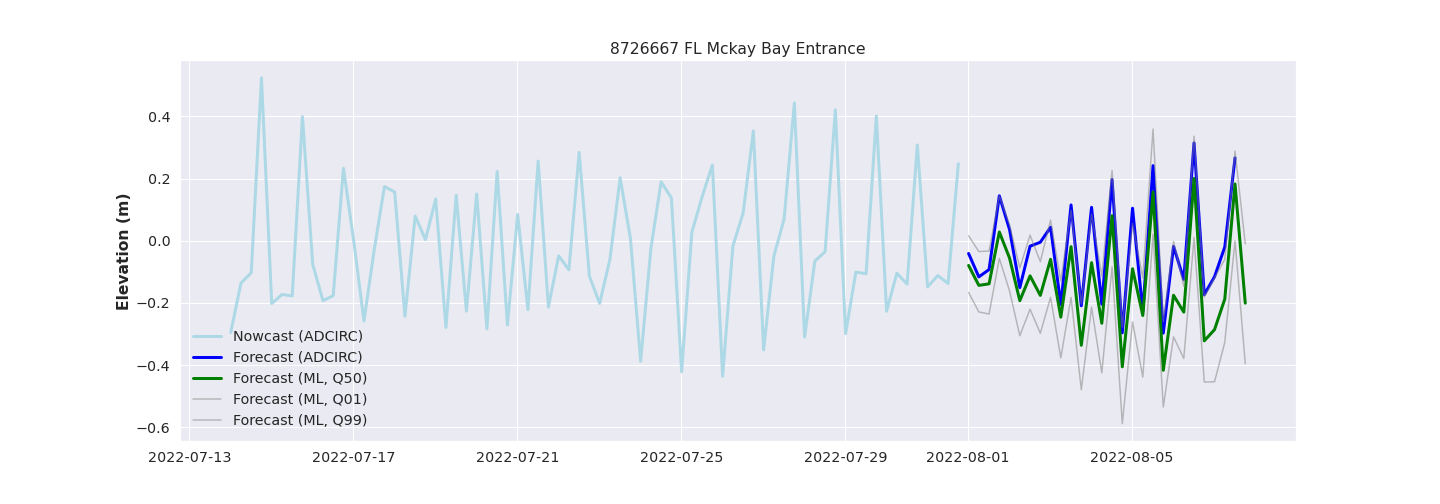 8726667 FL Mckay Bay Entrance
Elevation (m)
0.4
0.2
0.0
−0.2
−0.4
−0.6
Nowcast (ADCIRC)
Forecast (ADCIRC)
Forecast (ML, Q50)
Forecast (ML, Q01)
Forecast (ML, Q99)
2022-07-13 2022-07-17 2022-07-21 2022-07-25 2022-07-29 2022-08-01 2022-08-05